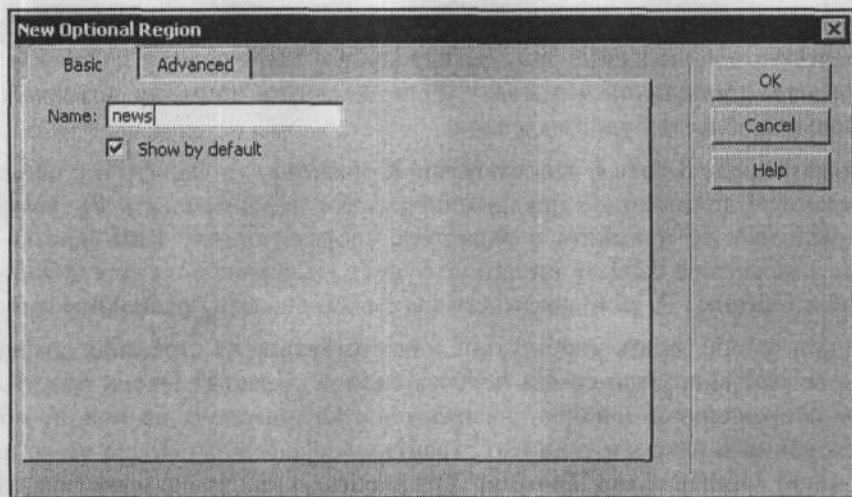 New Optional Region
Basic
Advanced
Name: news
Show by default
OK
Cancel
Help